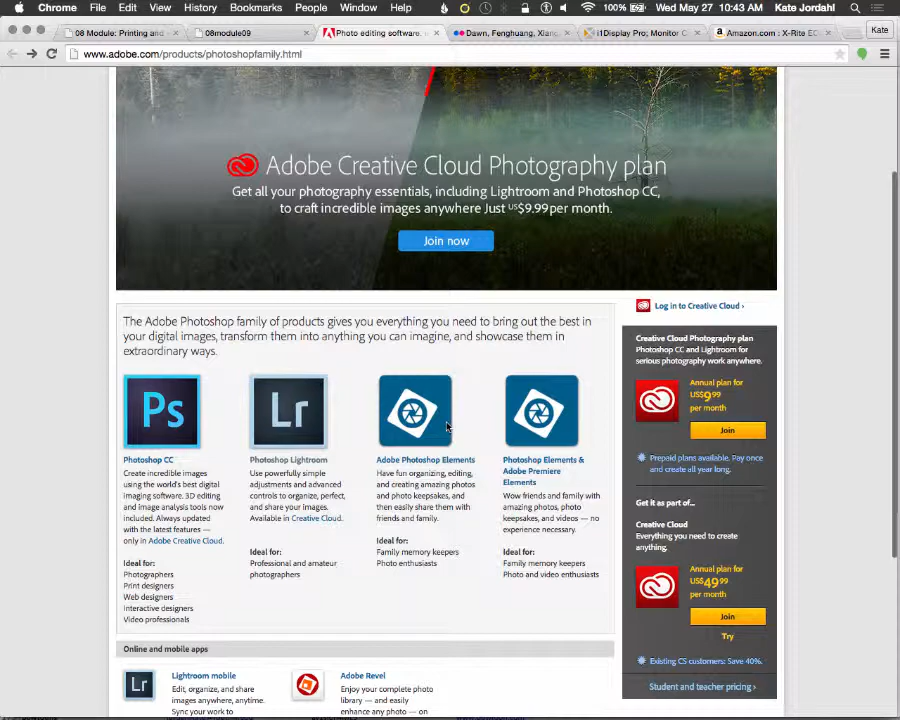 Chrome File Edit View History Bookmarks People Window Help 100% Wed May 27 10:43 AM Kate Jordahl
08 Module: Printing and 08module09 Photo editing software. Dawn, Fenghuang, Xiang i1Display Pro; Monitor C Amazon.com : X-Rite EC Kate
www.adobe.com/products/photoshopfamily.html
Adobe Creative Cloud Photography plan
Get all your photography essentials, including Lightroom and Photoshop CC,
to craft incredible images anywhere Just US$9.99 per month.
Join now
Log in to Creative Cloud ›
The Adobe Photoshop family of products gives you everything you need to bring out the best in
your digital images, transform them into anything you can imagine, and showcase them in
extraordinary ways.
Ps
Photoshop CC
Create incredible images
using the world's best digital
imaging software. 3D editing
and image analysis tools now
included. Always updated
with the latest features —
only in Adobe Creative Cloud.
Ideal for:
Photographers
Print designers
Web designers
Interactive designers
Video professionals
Lr
Photoshop Lightroom
Use powerfully simple
adjustments and advanced
controls to organize, perfect,
and share your images.
Available in Creative Cloud.
Ideal for:
Professional and amateur
photographers
Adobe Photoshop Elements
Have fun organizing, editing,
and creating amazing photos
and photo keepsakes, and
then easily share them with
friends and family.
Ideal for:
Family memory keepers
Photo enthusiasts
Photoshop Elements &
Adobe Premiere
Elements
Wow friends and family with
amazing photos, photo
keepsakes, and videos — no
experience necessary.
Ideal for:
Family memory keepers
Photo and video enthusiasts
Creative Cloud Photography plan
Photoshop CC and Lightroom for
serious photography work anywhere.
Annual plan for
US$9.99
per month
Join
Prepaid plans available. Pay once
and create all year long.
Get it as part of...
Creative Cloud
Everything you need to create
anything.
Annual plan for
US$49.99
per month
Join
Try
Existing CS customers: Save 40%.
Student and teacher pricing ›
Online and mobile apps
Lr
Lightroom mobile
Edit, organize, and share
images anywhere, anytime.
Sync your work to
Adobe Revel
Enjoy your complete photo
library — and easily
enhance any photo — on